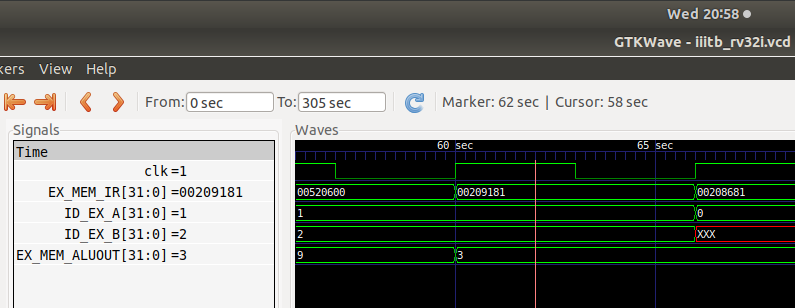 Wed 20:58
GTKWave - iiitb_rv32i.vcd
kers View Help
From: 0 sec To: 305 sec Marker: 62 sec | Cursor: 58 sec
Signals Waves
Time 60 sec 65 sec
clk =1
EX_MEM_IR[31:0] =00209181 00520600 00209181 00208681
ID_EX_A[31:0] =1 1 0
ID_EX_B[31:0] =2 2 XXX
EX_MEM_ALUOUT[31:0] =3 9 3